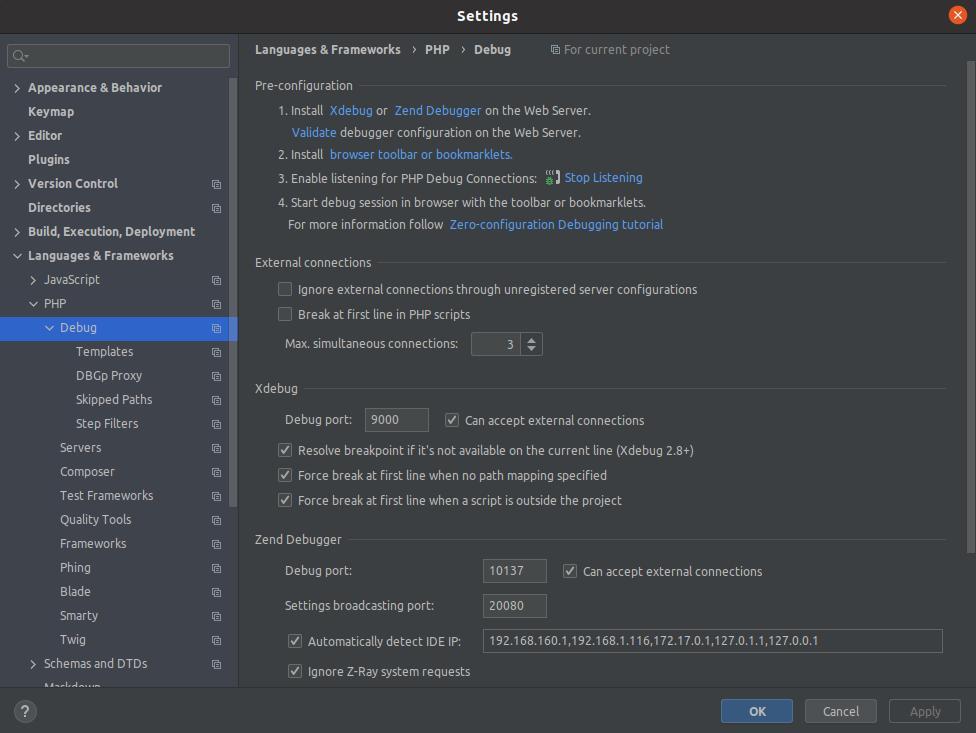 Settings
Appearance & Behavior
Keymap
Editor
Plugins
Version Control
Directories
Build, Execution, Deployment
Languages & Frameworks
JavaScript
PHP
Debug
Templates
DBGp Proxy
Skipped Paths
Step Filters
Servers
Composer
Test Frameworks
Quality Tools
Frameworks
Phing
Blade
Smarty
Twig
Schemas and DTDs
Markdown
Languages & Frameworks › PHP › Debug For current project
Pre-configuration
1. Install Xdebug or Zend Debugger on the Web Server.
Validate debugger configuration on the Web Server.
2. Install browser toolbar or bookmarklets.
3. Enable listening for PHP Debug Connections: Stop Listening
4. Start debug session in browser with the toolbar or bookmarklets.
For more information follow Zero-configuration Debugging tutorial
External connections
Ignore external connections through unregistered server configurations
Break at first line in PHP scripts
Max. simultaneous connections: 3
Xdebug
Debug port: 9000 Can accept external connections
Resolve breakpoint if it's not available on the current line (Xdebug 2.8+)
Force break at first line when no path mapping specified
Force break at first line when a script is outside the project
Zend Debugger
Debug port: 10137 Can accept external connections
Settings broadcasting port: 20080
Automatically detect IDE IP: 192.168.160.1,192.168.1.116,172.17.0.1,127.0.1.1,127.0.0.1
Ignore Z-Ray system requests
? OK Cancel Apply